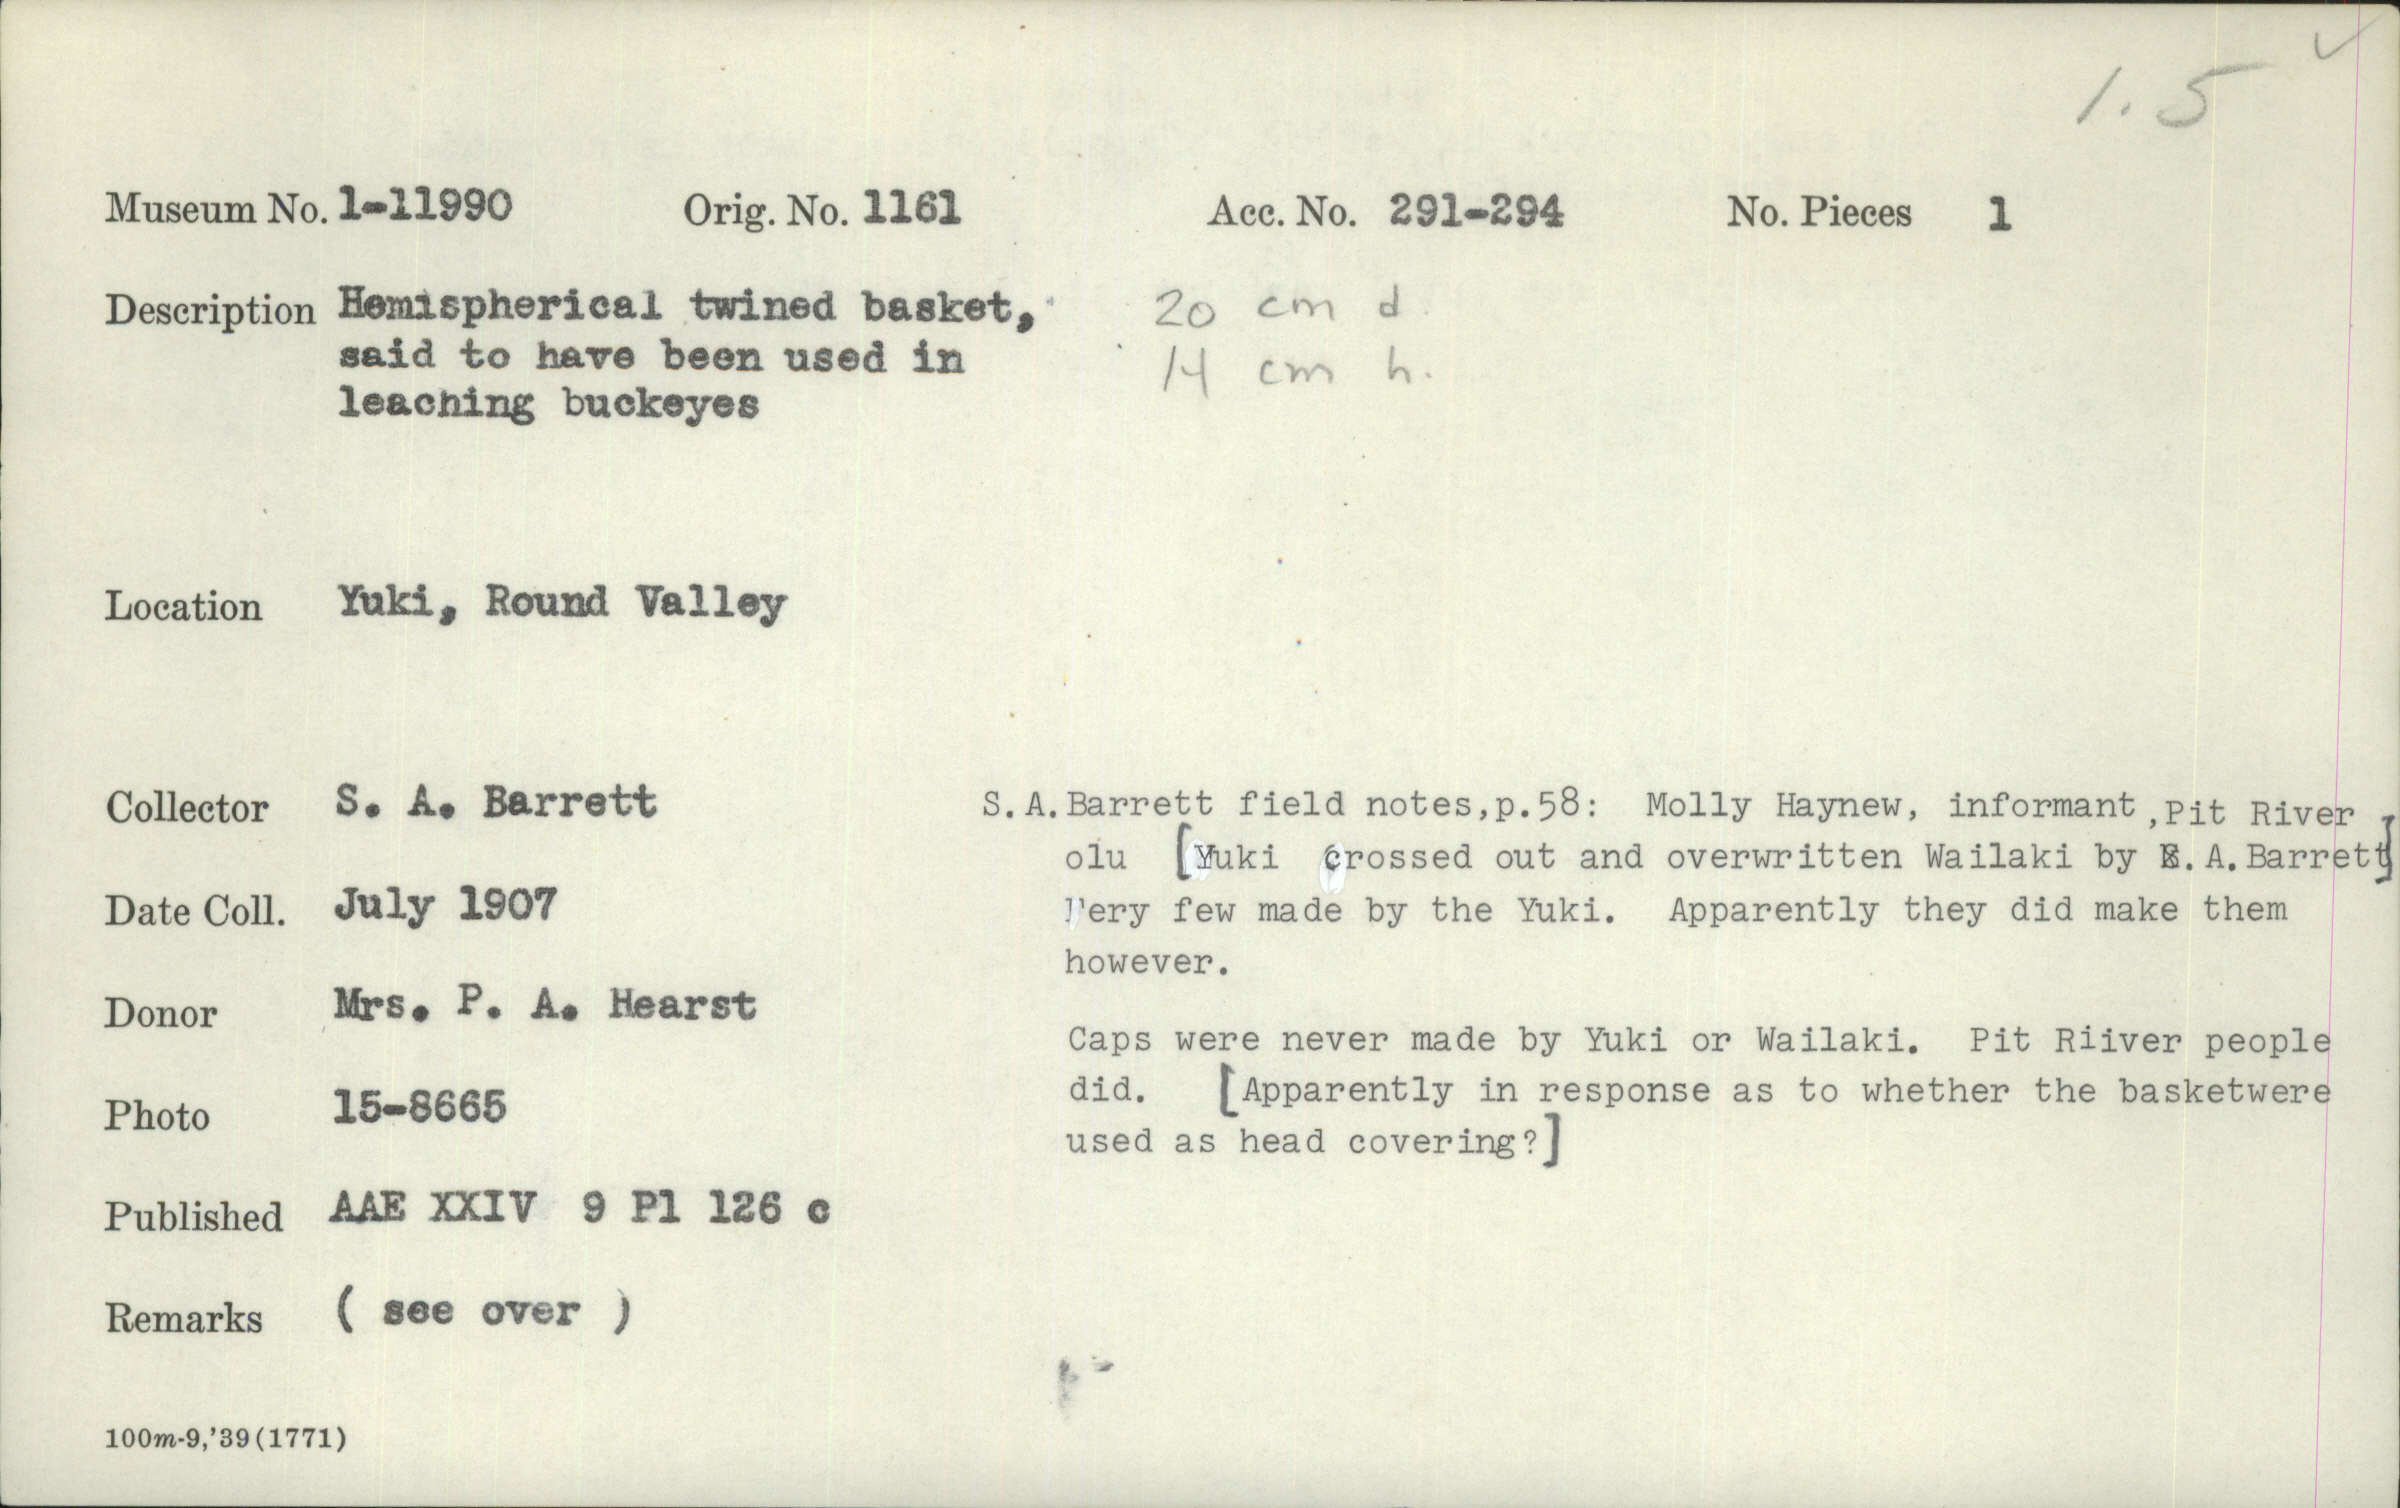 1.5 ✓
Museum No. 1-11990 Orig. No. 1161 Acc. No. 291-294 No. Pieces 1
Description Hemispherical twined basket,
said to have been used in
leaching buckeyes
20 cm d.
14 cm h.
Location Yuki, Round Valley
Collector S. A. Barrett
Date Coll. July 1907
Donor Mrs. P. A. Hearst
Photo 15-8665
Published AAE XXIV 9 Pl 126 c
Remarks ( see over )
S.A.Barrett field notes,p.58: Molly Haynew, informant ,Pit River
olu [Yuki crossed out and overwritten Wailaki by S.A.Barrett]
Very few made by the Yuki. Apparently they did make them
however.
Caps were never made by Yuki or Wailaki. Pit Riiver people
did. [Apparently in response as to whether the basketwere
used as head covering?]
100m-9,'39(1771)